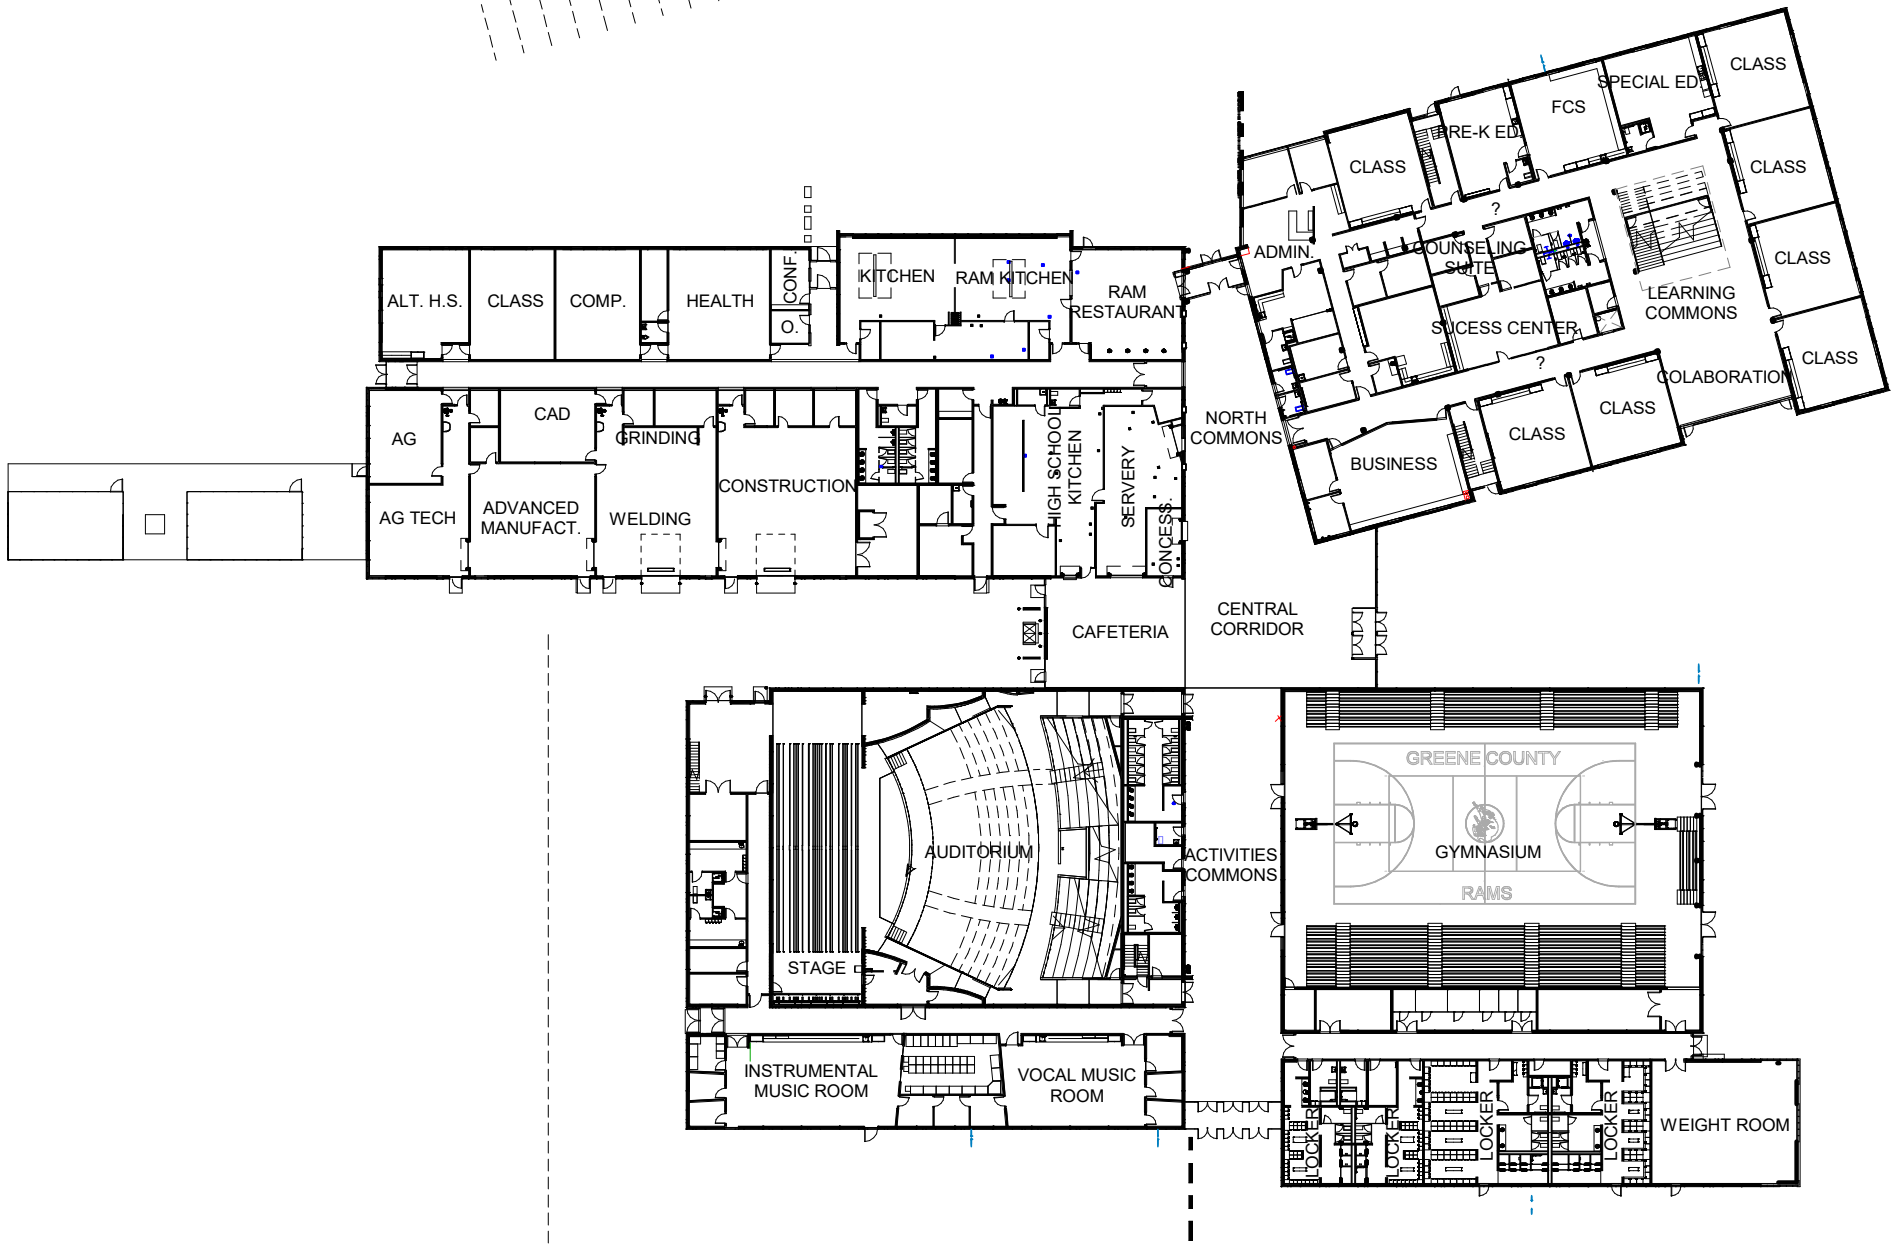 CLASS
SPECIAL ED.
FCS
PRE-K ED.
CLASS
CLASS
?
ADMIN.
COUNSELING
SUITE
CLASS
LEARNING
COMMONS
SUCESS CENTER
?
CLASS
COLABORATION
CLASS
CLASS
BUSINESS
KITCHEN
RAM KITCHEN
RAM
RESTAURANT
CONF.
O.
ALT. H.S.
CLASS
COMP.
HEALTH
NORTH
COMMONS
AG
CAD
GRINDING
CONSTRUCTION
HIGH SCHOOL
KITCHEN
SERVERY
CONCESS.
AG TECH
ADVANCED
MANUFACT.
WELDING
CAFETERIA
CENTRAL
CORRIDOR
GREENE COUNTY
AUDITORIUM
ACTIVITIES
COMMONS
GYMNASIUM
RAMS
STAGE
INSTRUMENTAL
MUSIC ROOM
VOCAL MUSIC
ROOM
LOCKER
LOCKER
LOCKER
LOCKER
WEIGHT ROOM